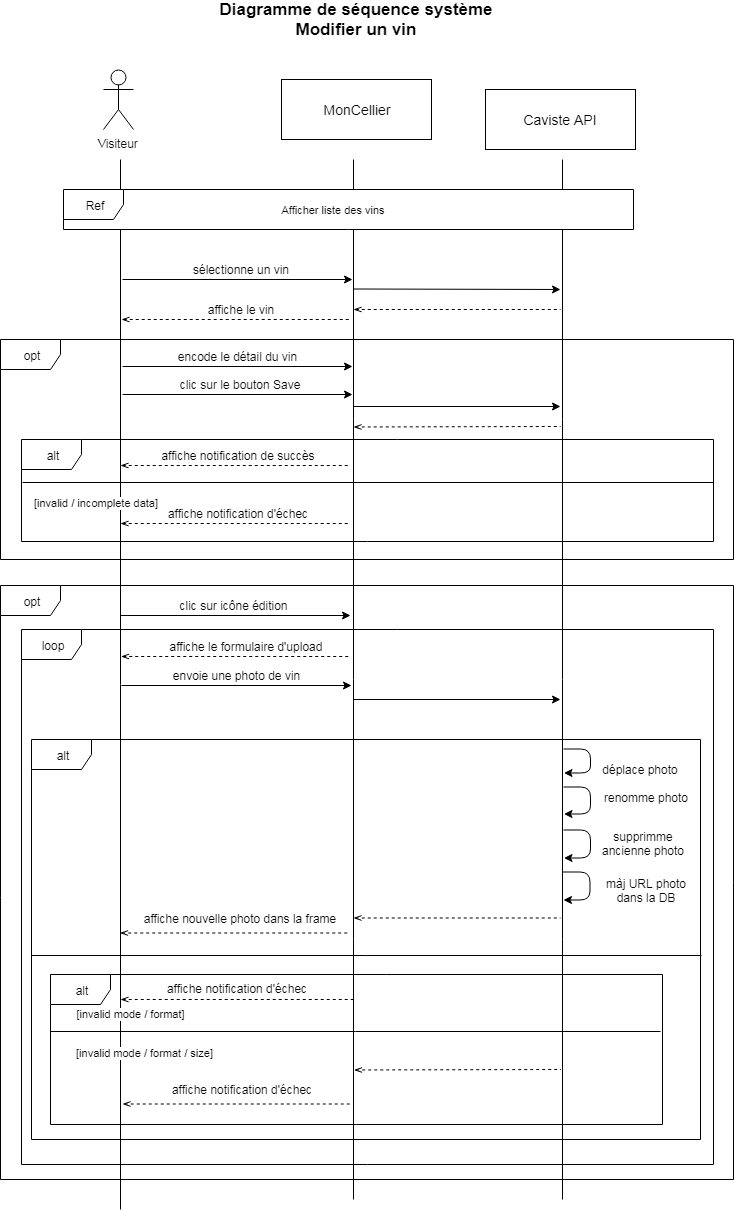 Diagramme de séquence système
Modifier un vin
Visiteur
MonCellier
Caviste API
Ref
Afficher liste des vins
sélectionne un vin
affiche le vin
opt
encode le détail du vin
clic sur le bouton Save
alt
affiche notification de succès
[invalid / incomplete data]
affiche notification d'échec
opt
clic sur icône édition
loop
affiche le formulaire d'upload
envoie une photo de vin
alt
déplace photo
renomme photo
supprimme
ancienne photo
màj URL photo
dans la DB
affiche nouvelle photo dans la frame
alt
affiche notification d'échec
[invalid mode / format]
[invalid mode / format / size]
affiche notification d'échec